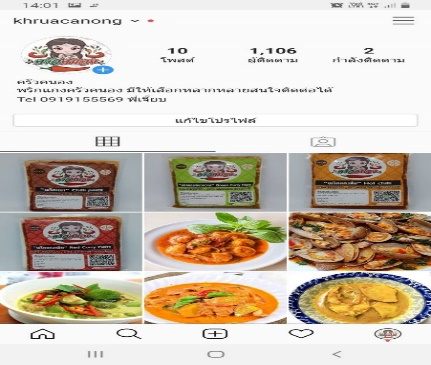 14:01
khruacanong
10 1,106 2
โพสต์ ผู้ติดตาม กำลังติดตาม
ครัวคนอง
พริกแกงครัวคนอง มีให้เลือกหลากหลายสนใจติดต่อได้
Tel 0919155569 พี่เจี๊ยบ
แก้ไขโปรไฟล์